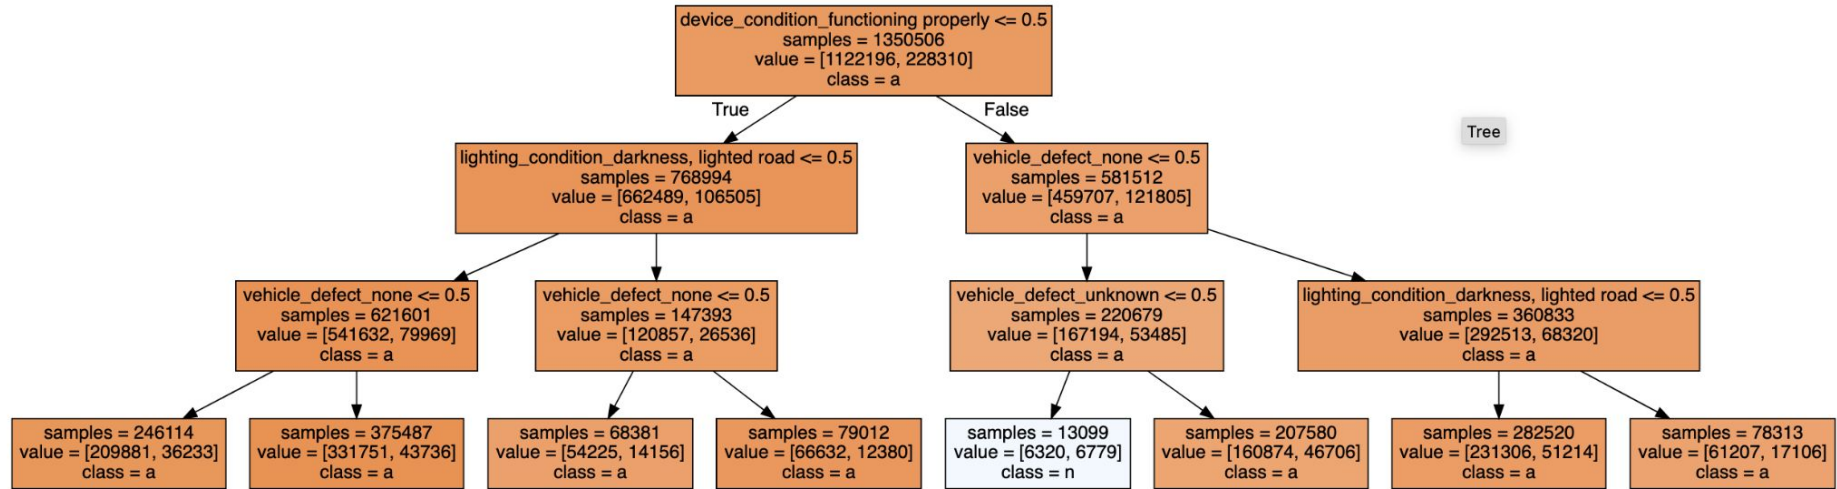 device_condition_functioning properly <= 0.5
samples = 1350506
value = [1122196, 228310]
class = a
True
False
Tree
lighting_condition_darkness, lighted road <= 0.5
samples = 768994
value = [662489, 106505]
class = a
vehicle_defect_none <= 0.5
samples = 581512
value = [459707, 121805]
class = a
vehicle_defect_none <= 0.5
samples = 621601
value = [541632, 79969]
class = a
vehicle_defect_none <= 0.5
samples = 147393
value = [120857, 26536]
class = a
vehicle_defect_unknown <= 0.5
samples = 220679
value = [167194, 53485]
class = a
lighting_condition_darkness, lighted road <= 0.5
samples = 360833
value = [292513, 68320]
class = a
samples = 246114
value = [209881, 36233]
class = a
samples = 375487
value = [331751, 43736]
class = a
samples = 68381
value = [54225, 14156]
class = a
samples = 79012
value = [66632, 12380]
class = a
samples = 13099
value = [6320, 6779]
class = n
samples = 207580
value = [160874, 46706]
class = a
samples = 282520
value = [231306, 51214]
class = a
samples = 78313
value = [61207, 17106]
class = a